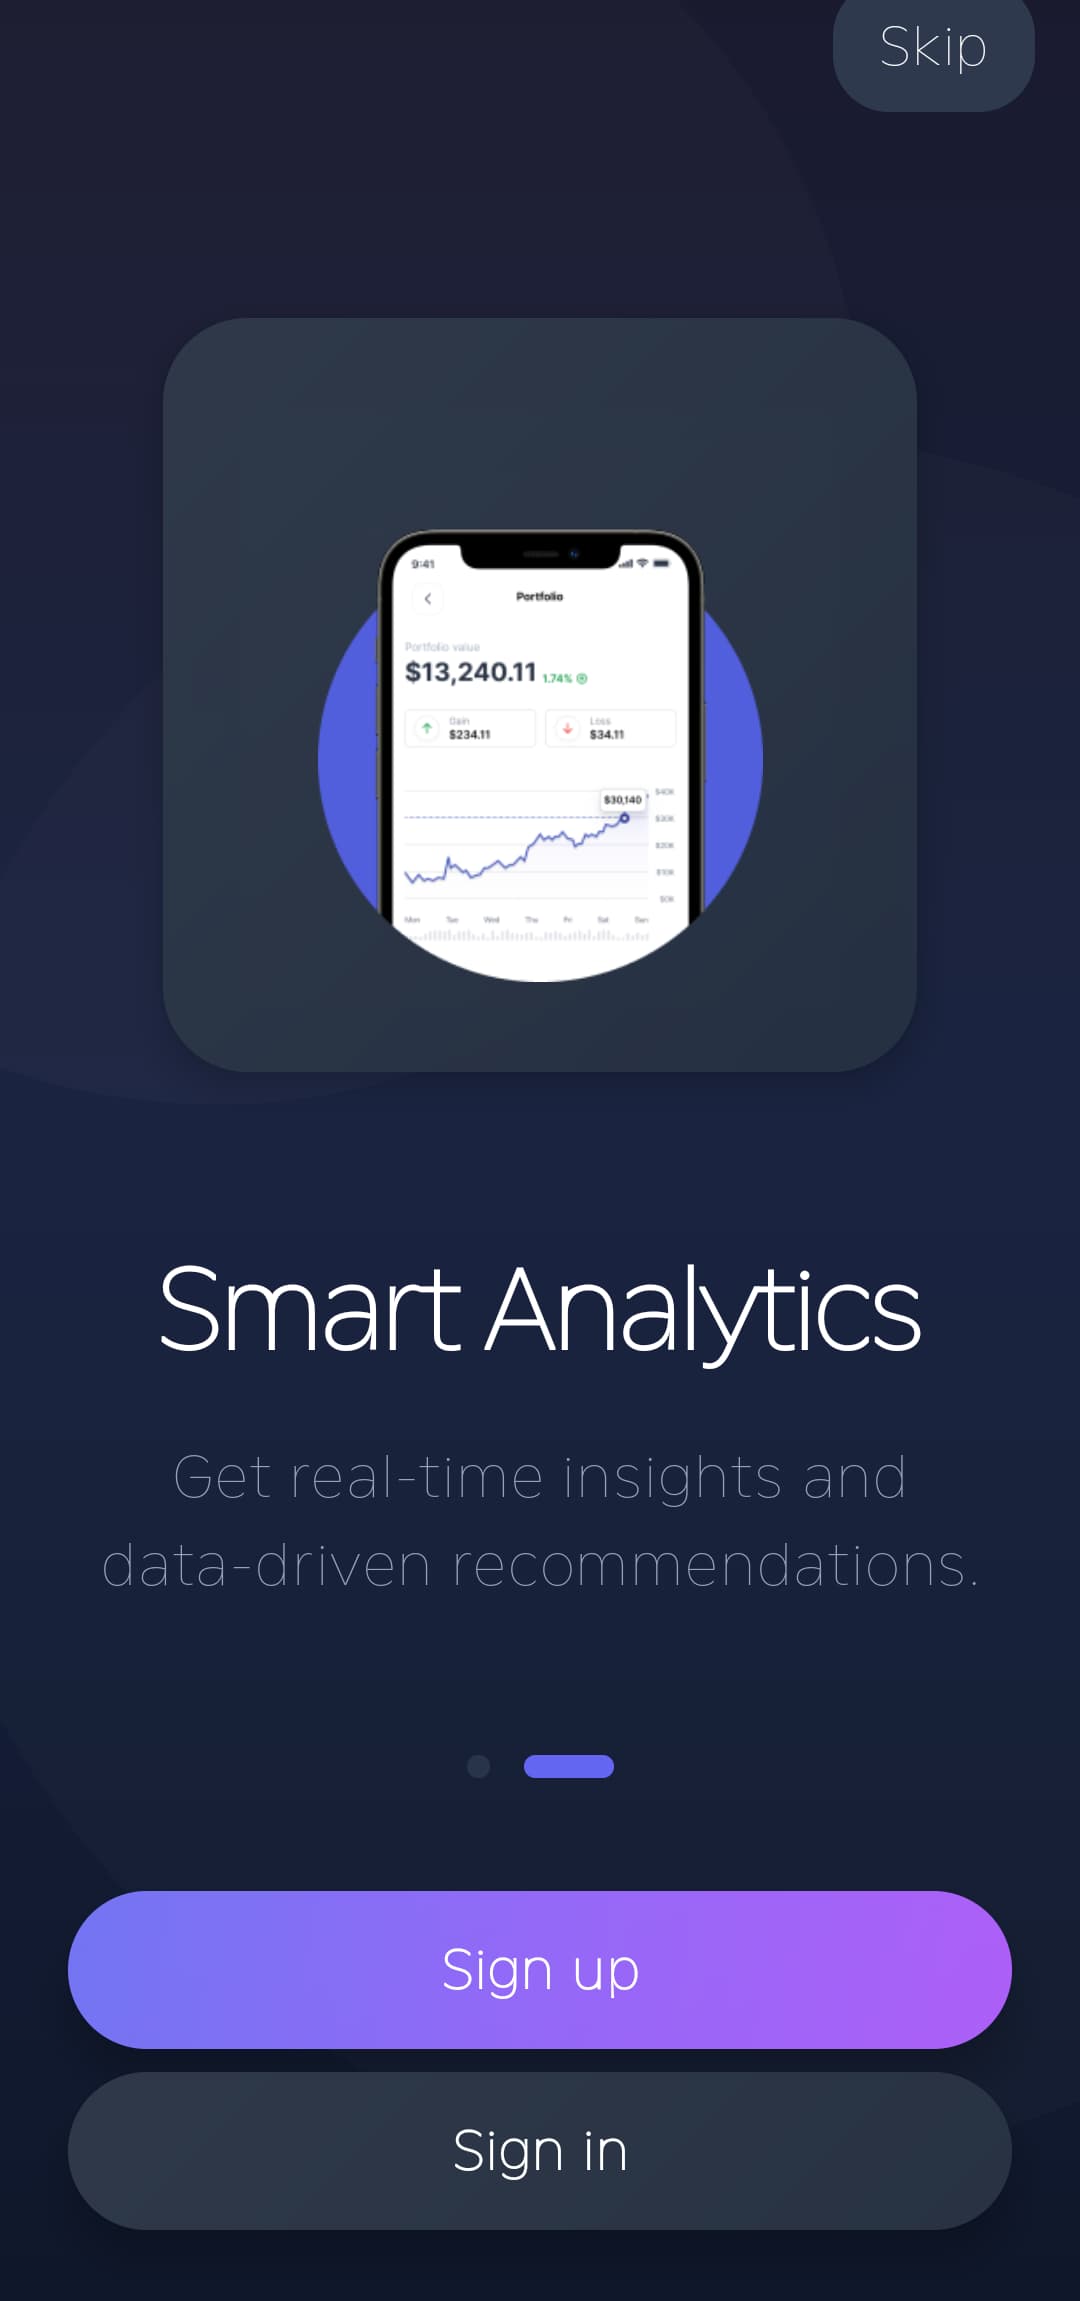 Skip
9:41
Portfolio
Portfolio value
$13,240.11 1.74%
Gain
$234.11
Loss
$34.11
$40K
$30,140
$30K
$20K
$10K
$0K
Mon Tue Wed Thu Fri Sat Sun
Smart Analytics
Get real-time insights and
data-driven recommendations.
Sign up
Sign in